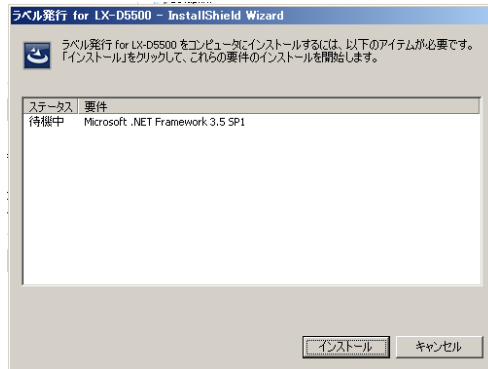 ラベル発行 for LX-D5500 - InstallShield Wizard
ラベル発行 for LX-D5500 をコンピュータにインストールするには、以下のアイテムが必要です。
「インストール」をクリックして、これらの要件のインストールを開始します。
ステータス 要件
待機中 Microsoft .NET Framework 3.5 SP1
インストール キャンセル